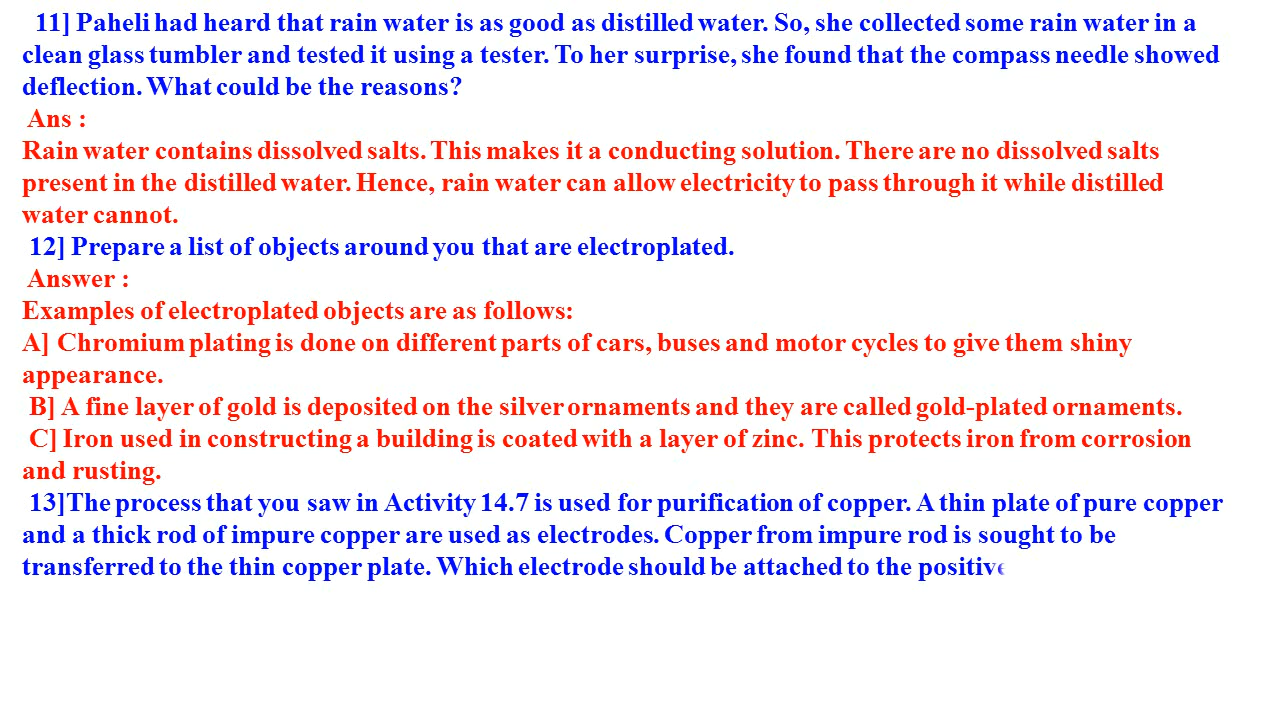 11] Paheli had heard that rain water is as good as distilled water. So, she collected some rain water in a
clean glass tumbler and tested it using a tester. To her surprise, she found that the compass needle showed
deflection. What could be the reasons?
Ans :
Rain water contains dissolved salts. This makes it a conducting solution. There are no dissolved salts
present in the distilled water. Hence, rain water can allow electricity to pass through it while distilled
water cannot.
12] Prepare a list of objects around you that are electroplated.
Answer :
Examples of electroplated objects are as follows:
A] Chromium plating is done on different parts of cars, buses and motor cycles to give them shiny
appearance.
B] A fine layer of gold is deposited on the silver ornaments and they are called gold-plated ornaments.
C] Iron used in constructing a building is coated with a layer of zinc. This protects iron from corrosion
and rusting.
13]The process that you saw in Activity 14.7 is used for purification of copper. A thin plate of pure copper
and a thick rod of impure copper are used as electrodes. Copper from impure rod is sought to be
transferred to the thin copper plate. Which electrode should be attached to the positive